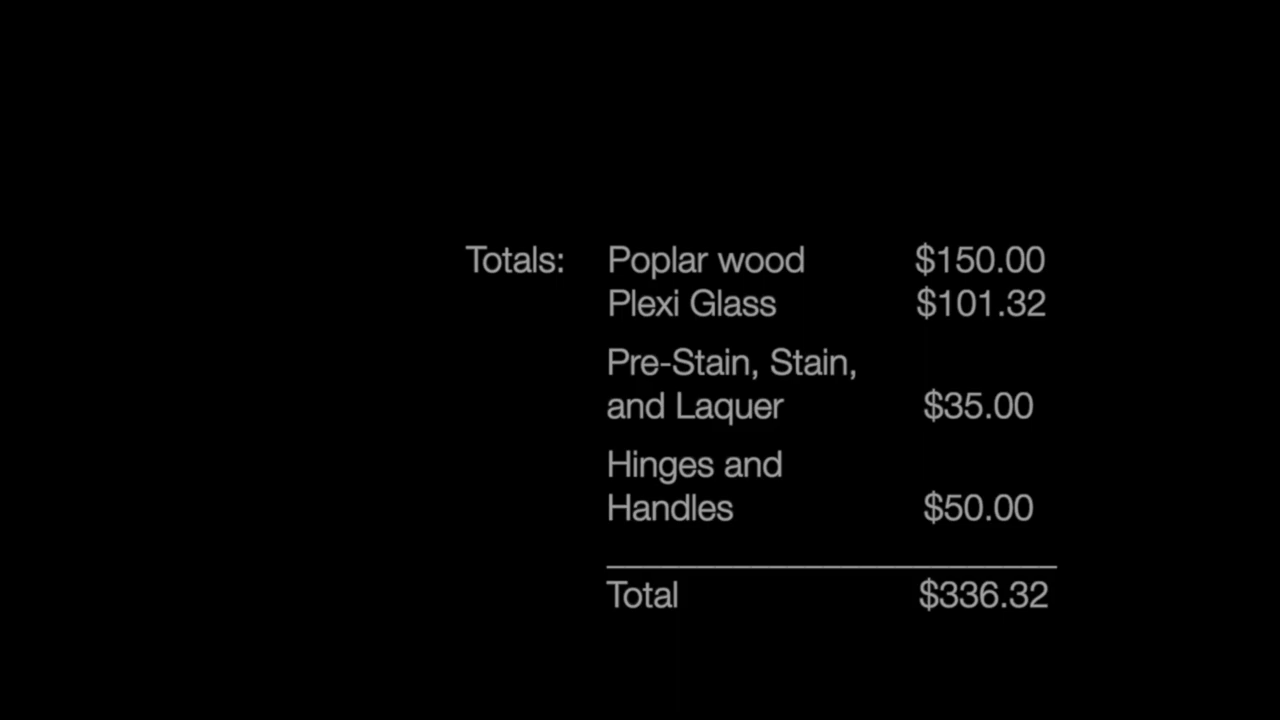 Totals: Poplar wood $150.00
Plexi Glass $101.32
Pre-Stain, Stain,
and Laquer $35.00
Hinges and
Handles $50.00
Total $336.32